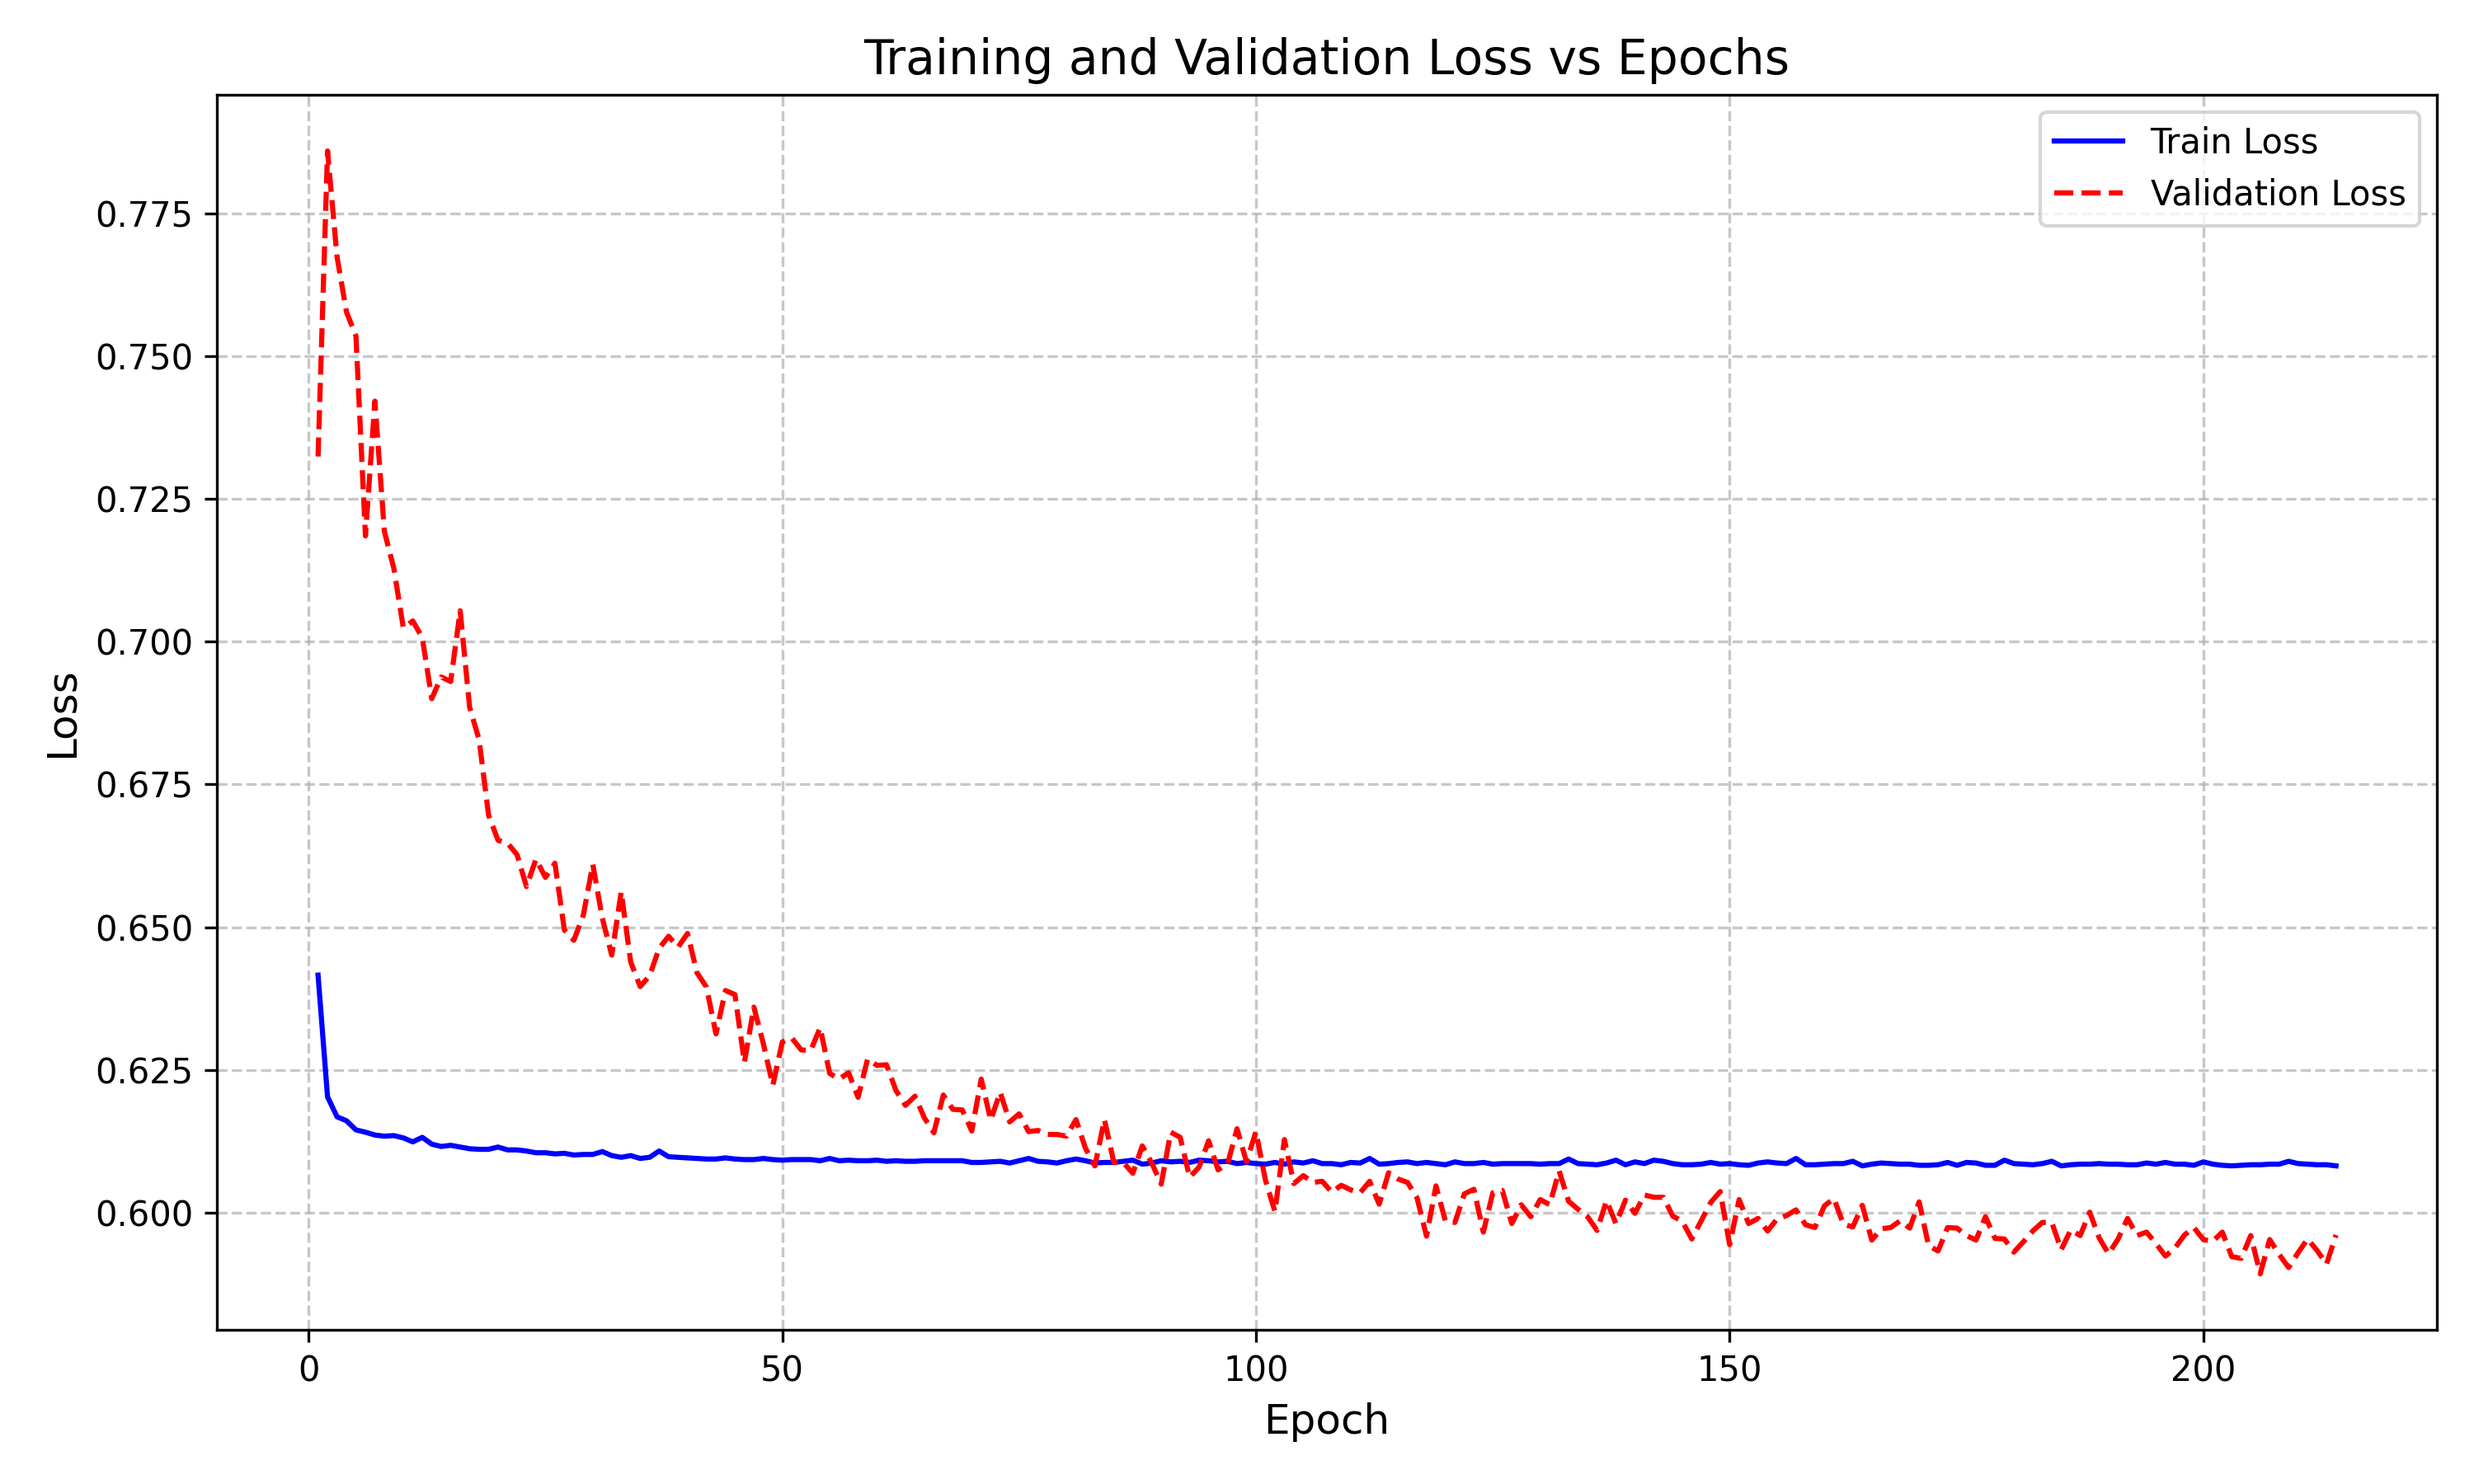 Training and Validation Loss vs Epochs
Train Loss
Validation Loss
0.775
0.750
0.725
0.700
0.675
0.650
0.625
0.600
Loss
0 50 100 150 200
Epoch